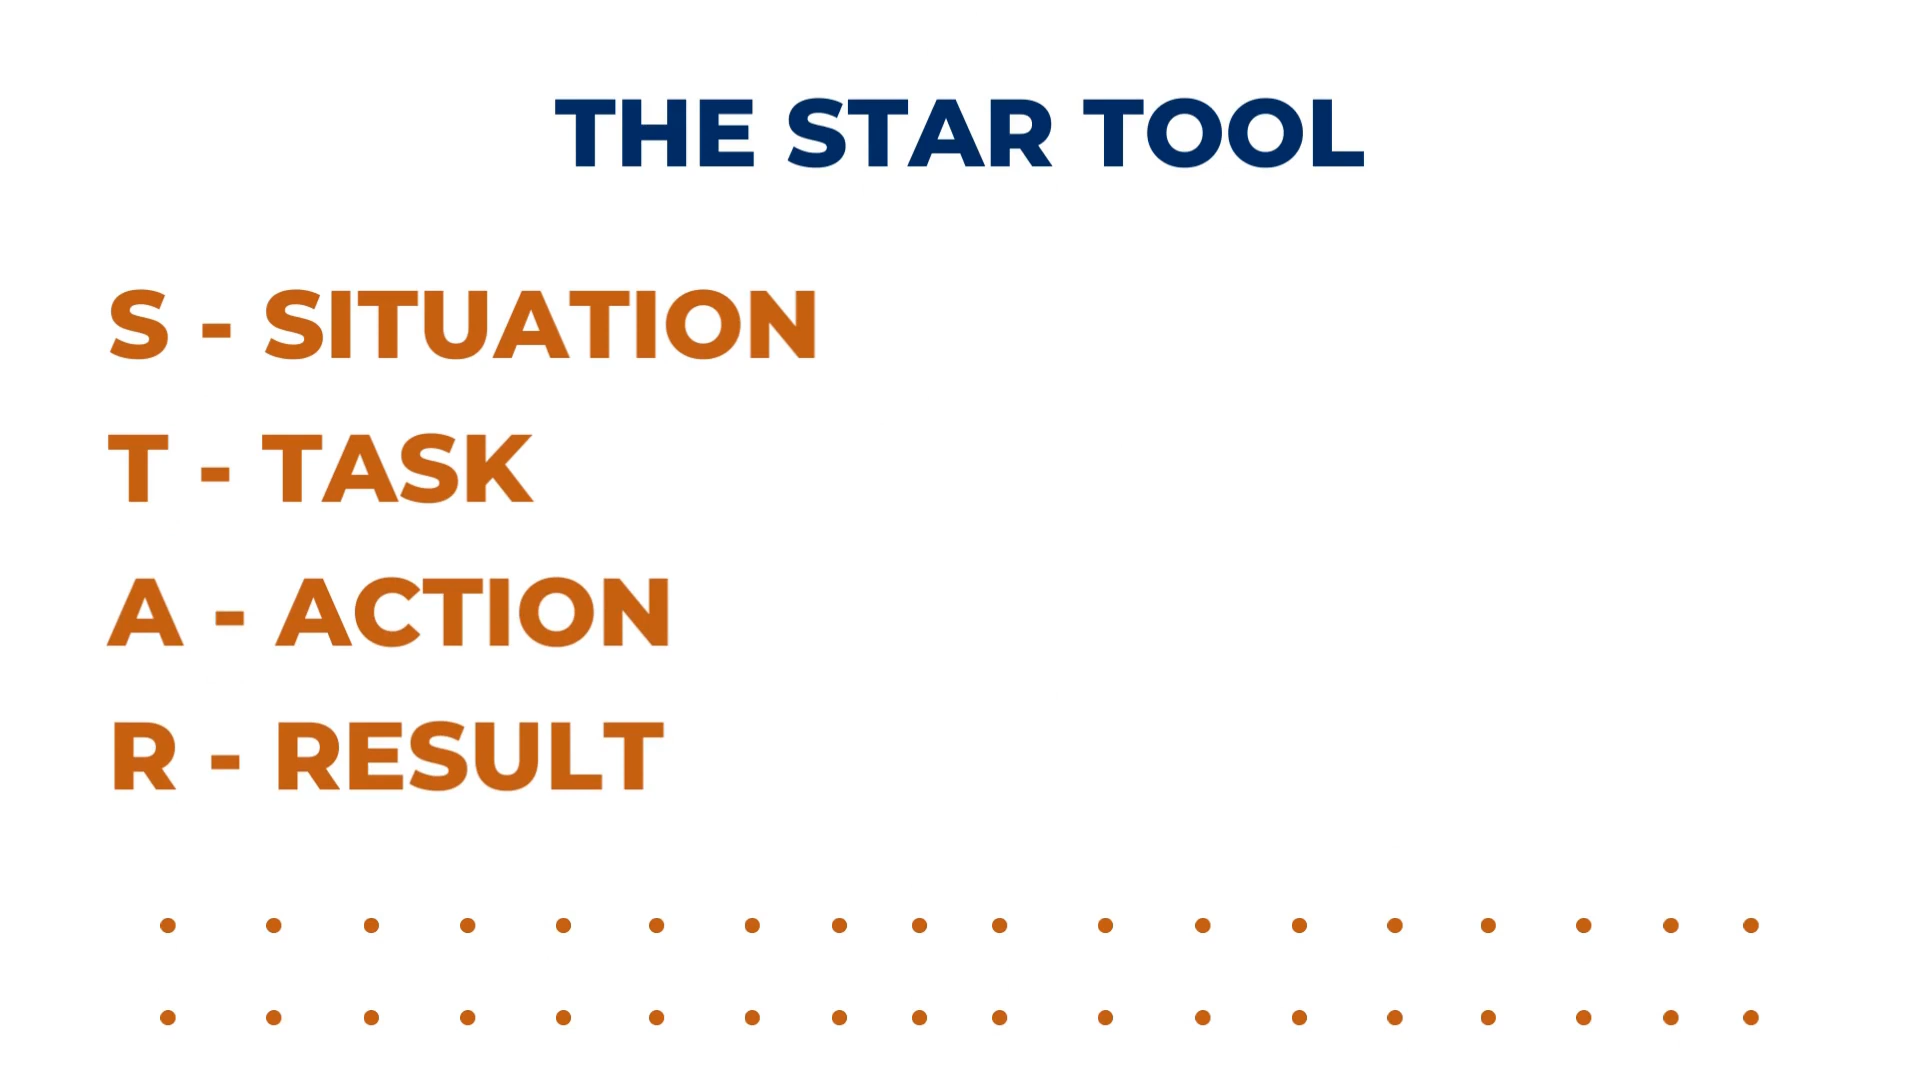 THE STAR TOOL
S - SITUATION
T - TASK
A - ACTION
R - RESULT